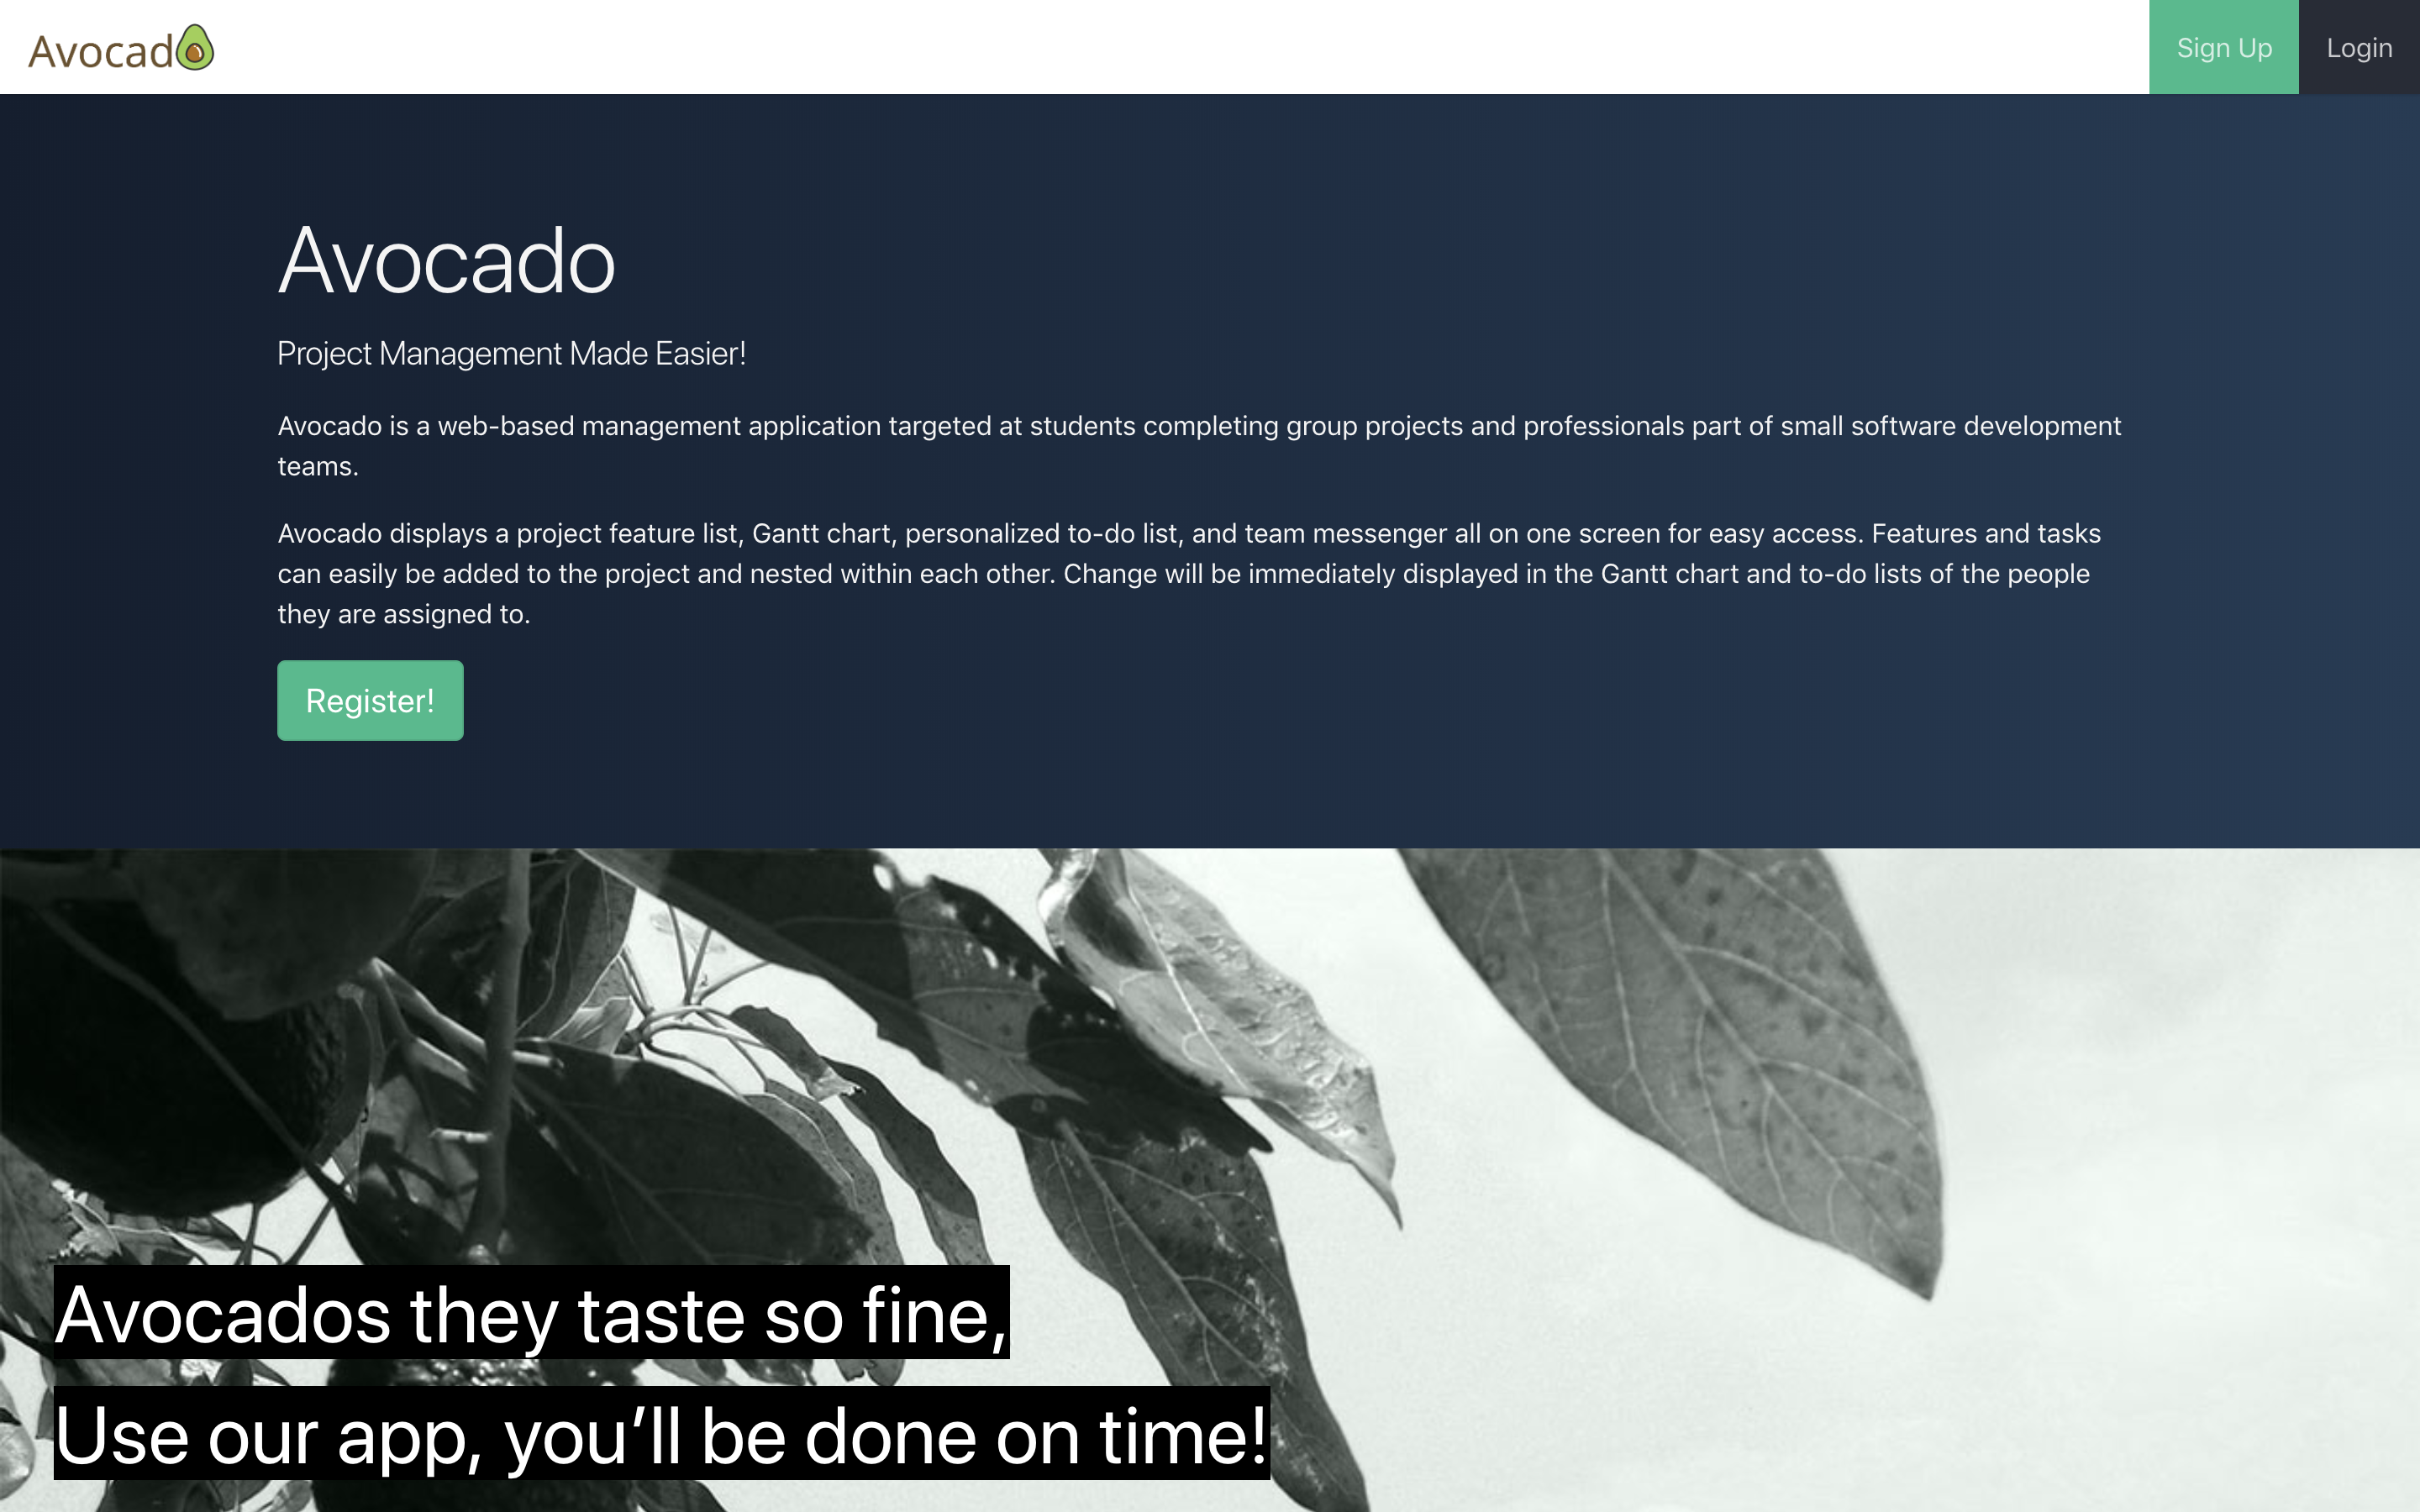 Avocado
Sign Up
Login
Avocado
Project Management Made Easier!
Avocado is a web-based management application targeted at students completing group projects and professionals part of small software development
teams.
Avocado displays a project feature list, Gantt chart, personalized to-do list, and team messenger all on one screen for easy access. Features and tasks
can easily be added to the project and nested within each other. Change will be immediately displayed in the Gantt chart and to-do lists of the people
they are assigned to.
Register!
Avocados they taste so fine,
Use our app, you’ll be done on time!